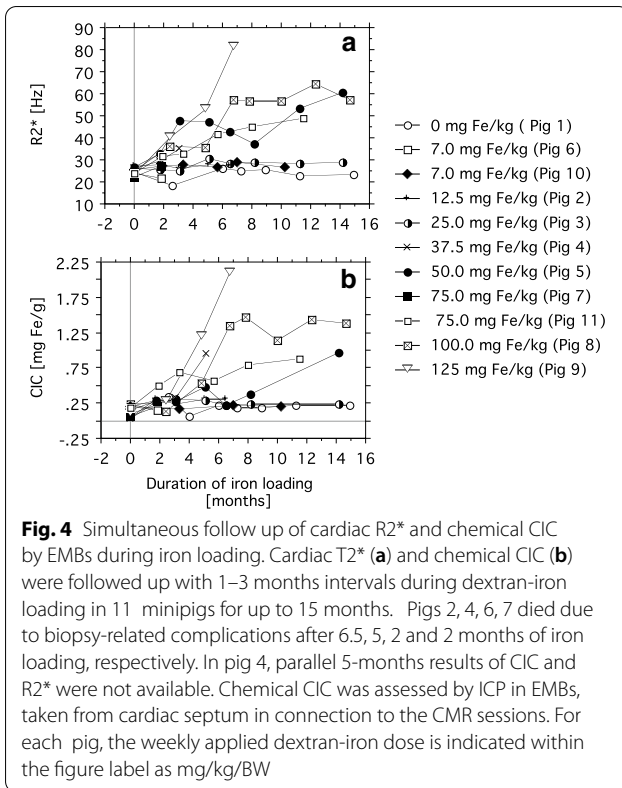 a
90
80
70
60
50
40
30
20
10
R2* [Hz]
-2 0 2 4 6 8 10 12 14 16
0 mg Fe/kg ( Pig 1)
7.0 mg Fe/kg (Pig 6)
7.0 mg Fe/kg (Pig 10)
12.5 mg Fe/kg (Pig 2)
25.0 mg Fe/kg (Pig 3)
37.5 mg Fe/kg (Pig 4)
50.0 mg Fe/kg (Pig 5)
75.0 mg Fe/kg (Pig 7)
75.0 mg Fe/kg (Pig 11)
100.0 mg Fe/kg (Pig 8)
125 mg Fe/kg (Pig 9)
b
2.25
1.75
1.25
.75
.25
-.25
CIC [mg Fe/g]
-2 0 2 4 6 8 10 12 14 16
Duration of iron loading
[months]
Fig. 4 Simultaneous follow up of cardiac R2* and chemical CIC
by EMBs during iron loading. Cardiac T2* (a) and chemical CIC (b)
were followed up with 1–3 months intervals during dextran-iron
loading in 11 minipigs for up to 15 months. Pigs 2, 4, 6, 7 died due
to biopsy-related complications after 6.5, 5, 2 and 2 months of iron
loading, respectively. In pig 4, parallel 5-months results of CIC and
R2* were not available. Chemical CIC was assessed by ICP in EMBs,
taken from cardiac septum in connection to the CMR sessions. For
each pig, the weekly applied dextran-iron dose is indicated within
the figure label as mg/kg/BW